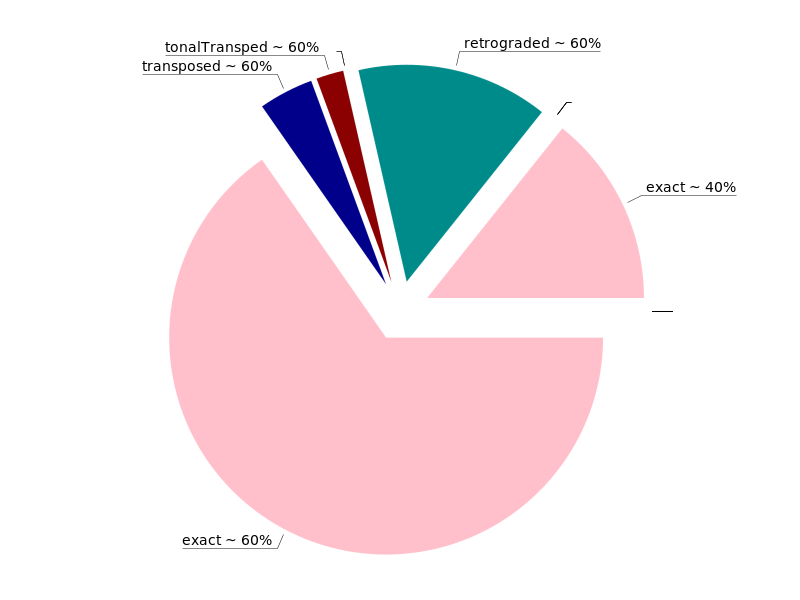 retrograded ~ 60%
tonalTransped ~ 60%
transposed ~ 60%
exact ~ 40%
exact ~ 60%